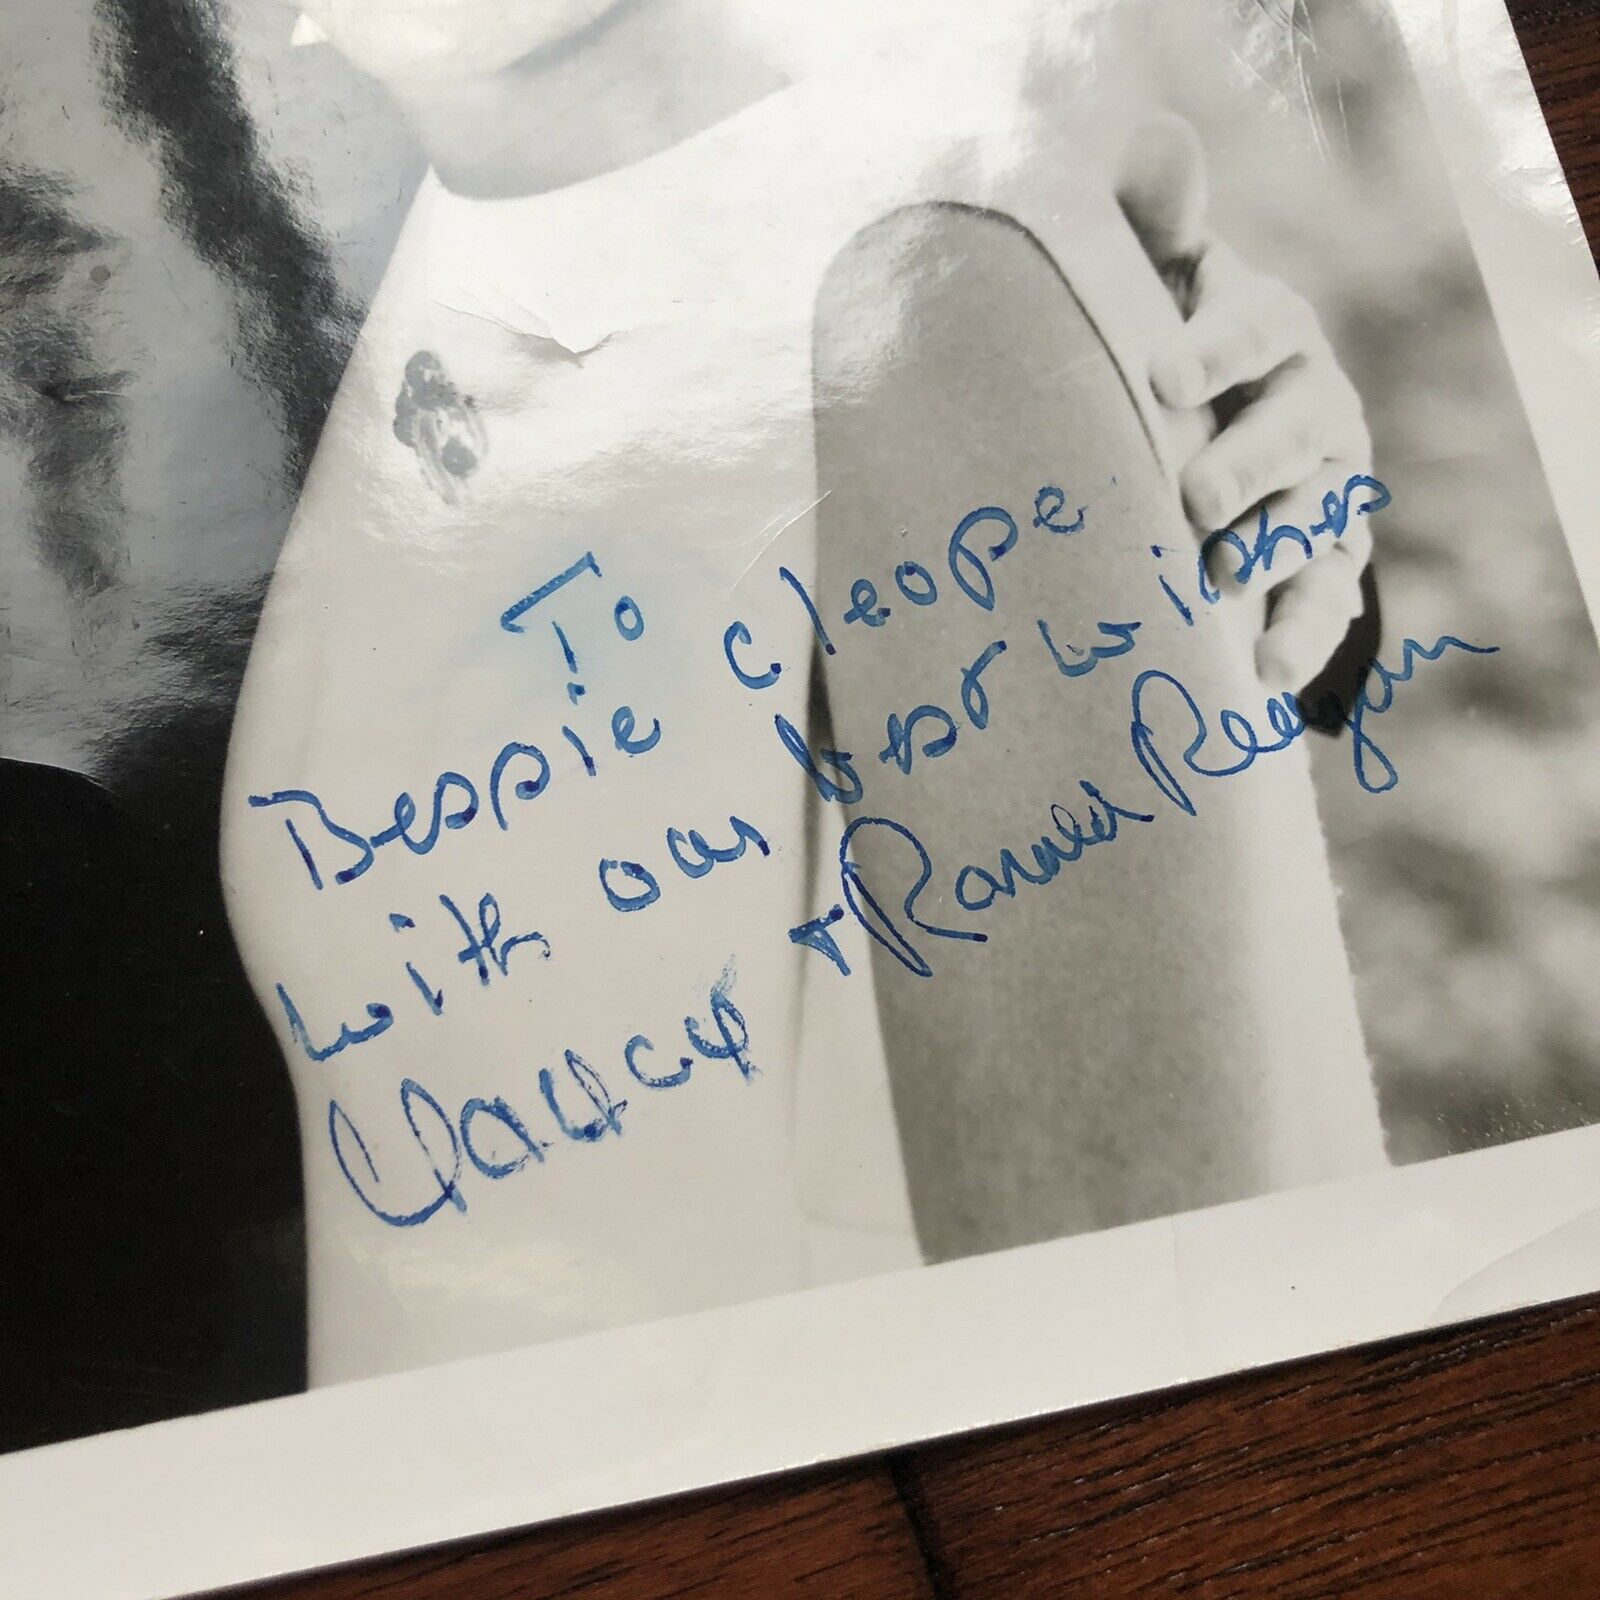 To
Bessie Cleope
with our best wishes
Nancy + Ronald Reagan